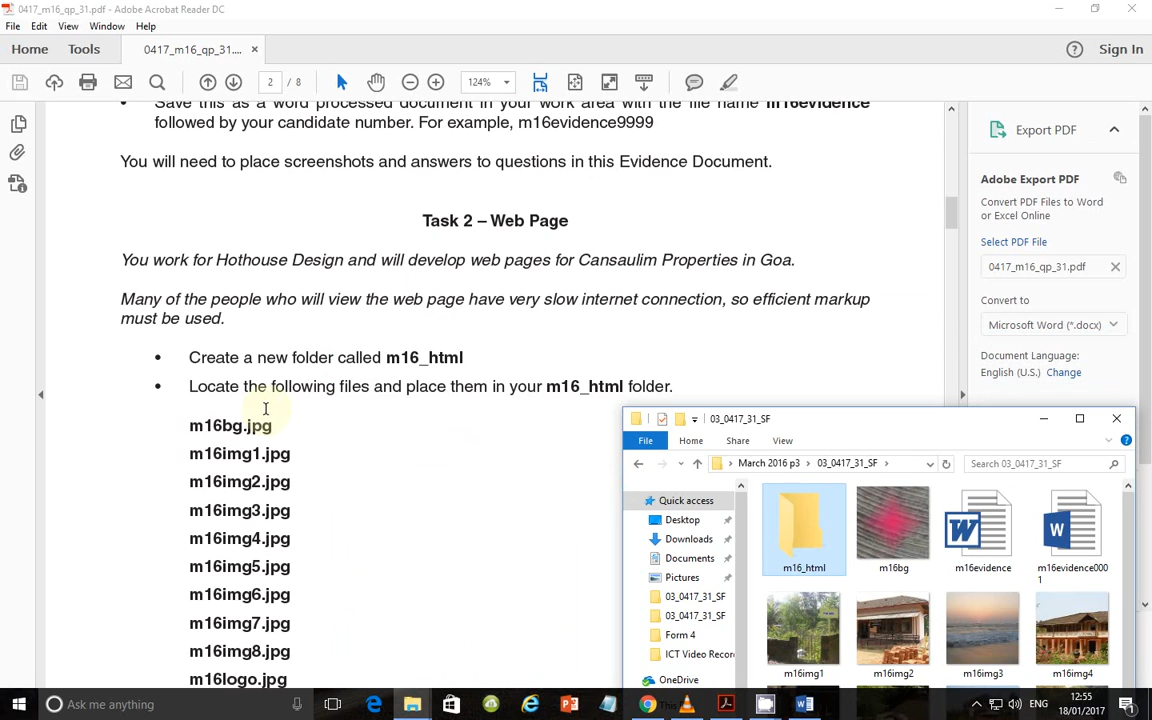 0417_m16_qp_31.pdf - Adobe Acrobat Reader DC
File Edit View Window Help
Home Tools 0417_m16_qp_31.... × Sign In
2 / 8 124%
Save this as a word processed document in your work area with the file name m16evidence
followed by your candidate number. For example, m16evidence9999
You will need to place screenshots and answers to questions in this Evidence Document.
Task 2 – Web Page
You work for Hothouse Design and will develop web pages for Cansaulim Properties in Goa.
Many of the people who will view the web page have very slow internet connection, so efficient markup
must be used.
• Create a new folder called m16_html
• Locate the following files and place them in your m16_html folder.
m16bg.jpg
m16img1.jpg
m16img2.jpg
m16img3.jpg
m16img4.jpg
m16img5.jpg
m16img6.jpg
m16img7.jpg
m16img8.jpg
m16logo.jpg
Export PDF
Adobe Export PDF
Convert PDF Files to Word
or Excel Online
Select PDF File
0417_m16_qp_31.pdf
Convert to
Microsoft Word (*.docx)
Document Language:
English (U.S.) Change
03_0417_31_SF
File Home Share View
March 2016 p3 › 03_0417_31_SF › Search 03_0417_31_SF
Quick access
Desktop
Downloads
Documents
Pictures
03_0417_31_SF
03_0417_31_SF
Form 4
ICT Video Recor
OneDrive
m16_html m16bg m16evidence m16evidence000
1
m16img1 m16img2 m16img3 m16img4
Ask me anything
ENG
12:55
18/01/2017